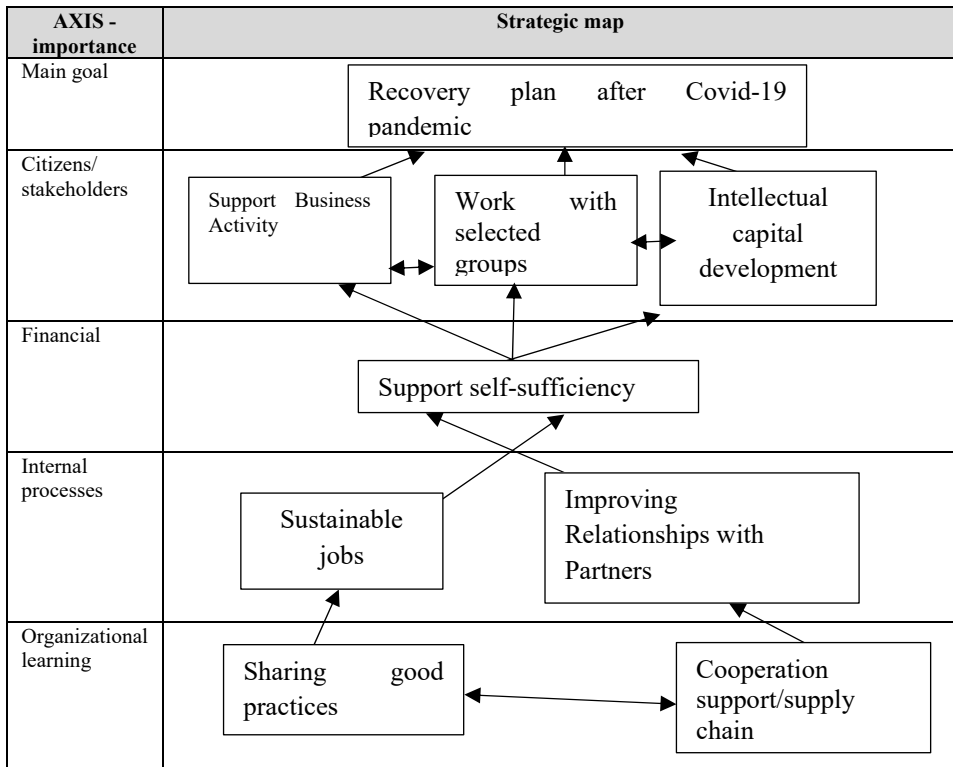 AXIS -
importance
Strategic map
Main goal
Recovery plan after Covid-19
pandemic
Citizens/
stakeholders
Support Business
Activity
Work with
selected
groups
Intellectual
capital
development
Financial
Support self-sufficiency
Internal
processes
Sustainable
jobs
Improving
Relationships with
Partners
Organizational
learning
Sharing good
practices
Cooperation
support/supply
chain